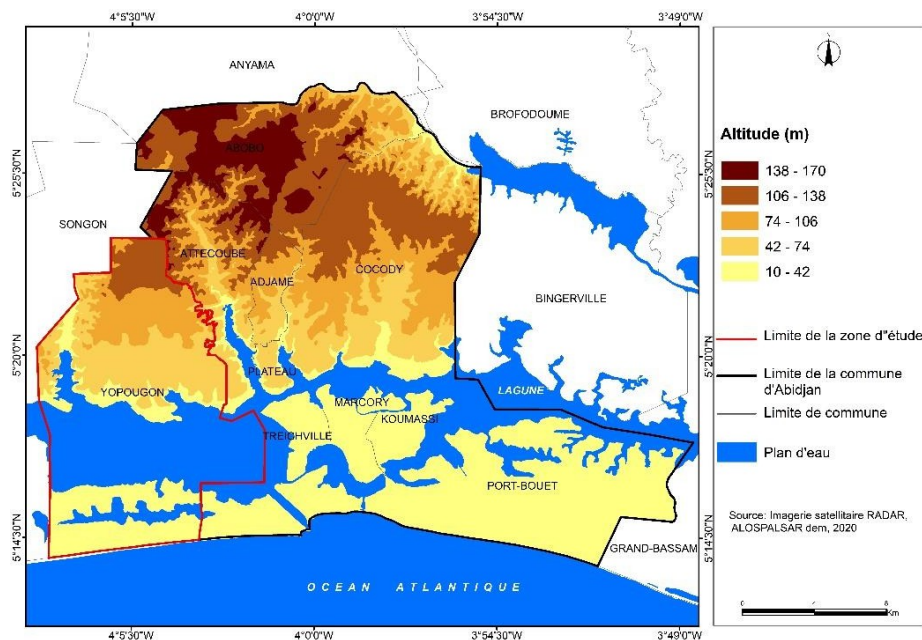 4°5'30"W
4°0'0"W
3°54'30"W
3°49'0"W
ANYAMA
BROFODOUME
ABOBO
5°25'30"N
5°25'30"N
SONGON
ATTECOUBE
ADJAME
COCODY
BINGERVILLE
5°20'0"N
5°20'0"N
PLATEAU
YOPOUGON
MARCORY
LAGUNE
KOUMASSI
TREICHVILLE
PORT-BOUET
5°14'30"N
5°14'30"N
GRAND-BASSAM
OCEAN ATLANTIQUE
4°5'30"W
4°0'0"W
3°54'30"W
3°49'0"W
Altitude (m)
138 - 170
106 - 138
74 - 106
42 - 74
10 - 42
Limite de la zone d"étude
Limite de la commune
d'Abidjan
Limite de commune
Plan d'eau
Source: Imagerie satellitaire RADAR,
ALOSPALSAR dem, 2020
0
4
8
Km